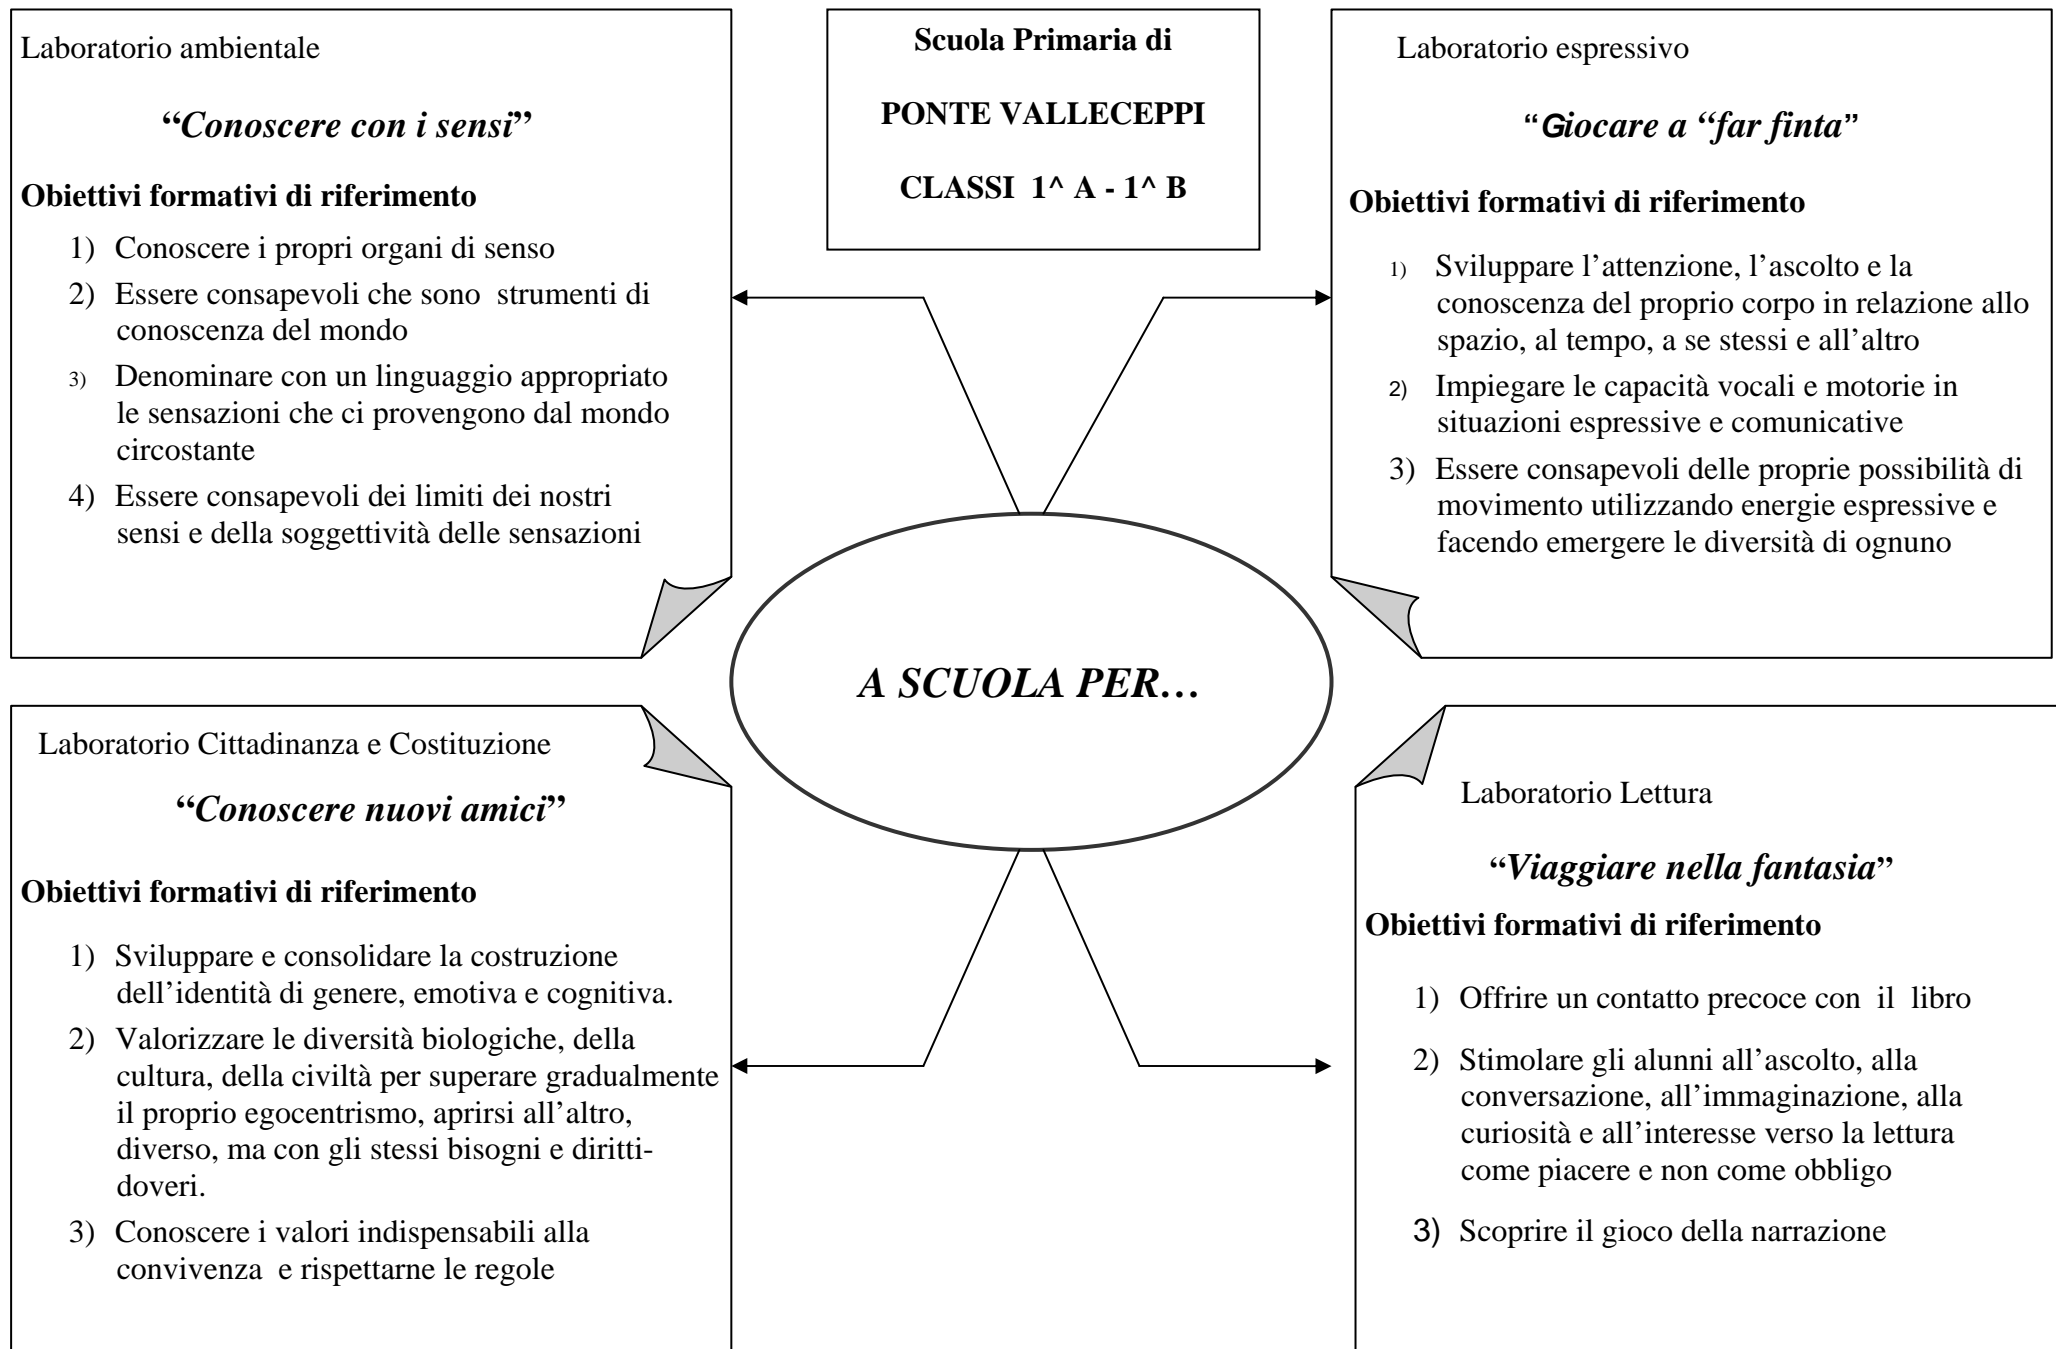 Laboratorio ambientale
“Conoscere con i sensi”
Obiettivi formativi di riferimento
1) Conoscere i propri organi di senso
2) Essere consapevoli che sono strumenti di
conoscenza del mondo
3) Denominare con un linguaggio appropriato
le sensazioni che ci provengono dal mondo
circostante
4) Essere consapevoli dei limiti dei nostri
sensi e della soggettività delle sensazioni
Scuola Primaria di
PONTE VALLECEPPI
CLASSI 1^ A - 1^ B
Laboratorio espressivo
“Giocare a “far finta”
Obiettivi formativi di riferimento
1) Sviluppare l’attenzione, l’ascolto e la
conoscenza del proprio corpo in relazione allo
spazio, al tempo, a se stessi e all’altro
2) Impiegare le capacità vocali e motorie in
situazioni espressive e comunicative
3) Essere consapevoli delle proprie possibilità di
movimento utilizzando energie espressive e
facendo emergere le diversità di ognuno
A SCUOLA PER…
Laboratorio Cittadinanza e Costituzione
“Conoscere nuovi amici”
Obiettivi formativi di riferimento
1) Sviluppare e consolidare la costruzione
dell’identità di genere, emotiva e cognitiva.
2) Valorizzare le diversità biologiche, della
cultura, della civiltà per superare gradualmente
il proprio egocentrismo, aprirsi all’altro,
diverso, ma con gli stessi bisogni e diritti-
doveri.
3) Conoscere i valori indispensabili alla
convivenza e rispettarne le regole
Laboratorio Lettura
“Viaggiare nella fantasia”
Obiettivi formativi di riferimento
1) Offrire un contatto precoce con il libro
2) Stimolare gli alunni all’ascolto, alla
conversazione, all’immaginazione, alla
curiosità e all’interesse verso la lettura
come piacere e non come obbligo
3) Scoprire il gioco della narrazione